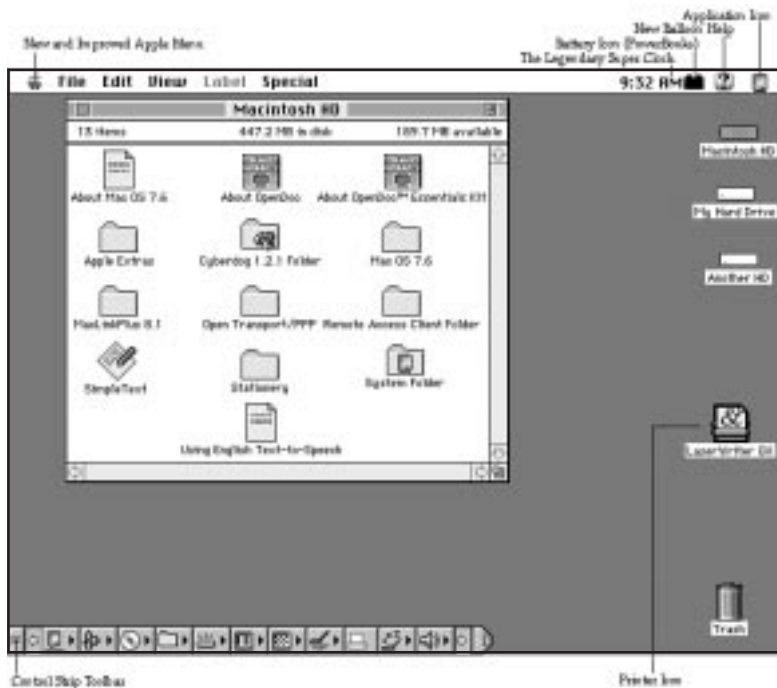 Application Icon
New Balloon Help
New and Improved Apple Menu
Battery Icon (PowerBooks)
The Legendary Super Clock
File Edit View Label Special 9:32 AM
Macintosh HD
13 items 447.2 MB in disk 189.7 MB available
About Mac OS 7.6 About OpenDoc About OpenDoc™ Essentials Kit
Apple Extras Cyberdog 1.2.1 Folder Mac OS 7.6
MacLinkPlus 8.1 Open Transport/PPP Remote Access Client Folder
SimpleText Stationery System Folder
Using English Text-to-Speech
Macintosh HD
My Hard Drive
Another HD
LaserWriter
Trash
Control Strip Toolbar
Printer Icon